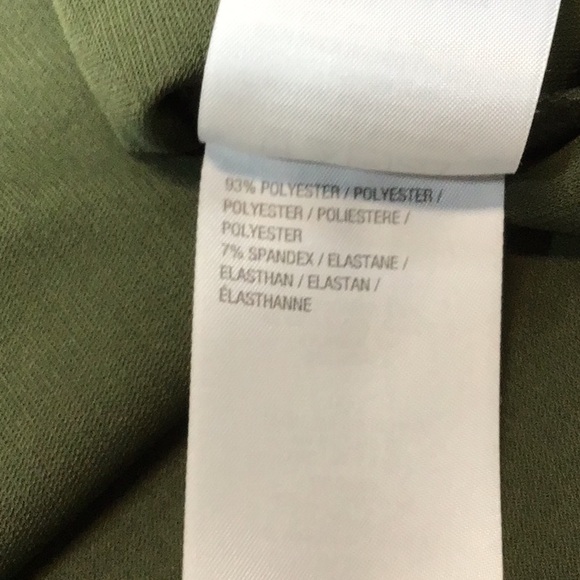 93% POLYESTER / POLYESTER /
POLYESTER / POLIESTERE /
POLYESTER
7% SPANDEX / ELASTANE /
ELASTHAN / ELASTAN /
ÉLASTHANNE